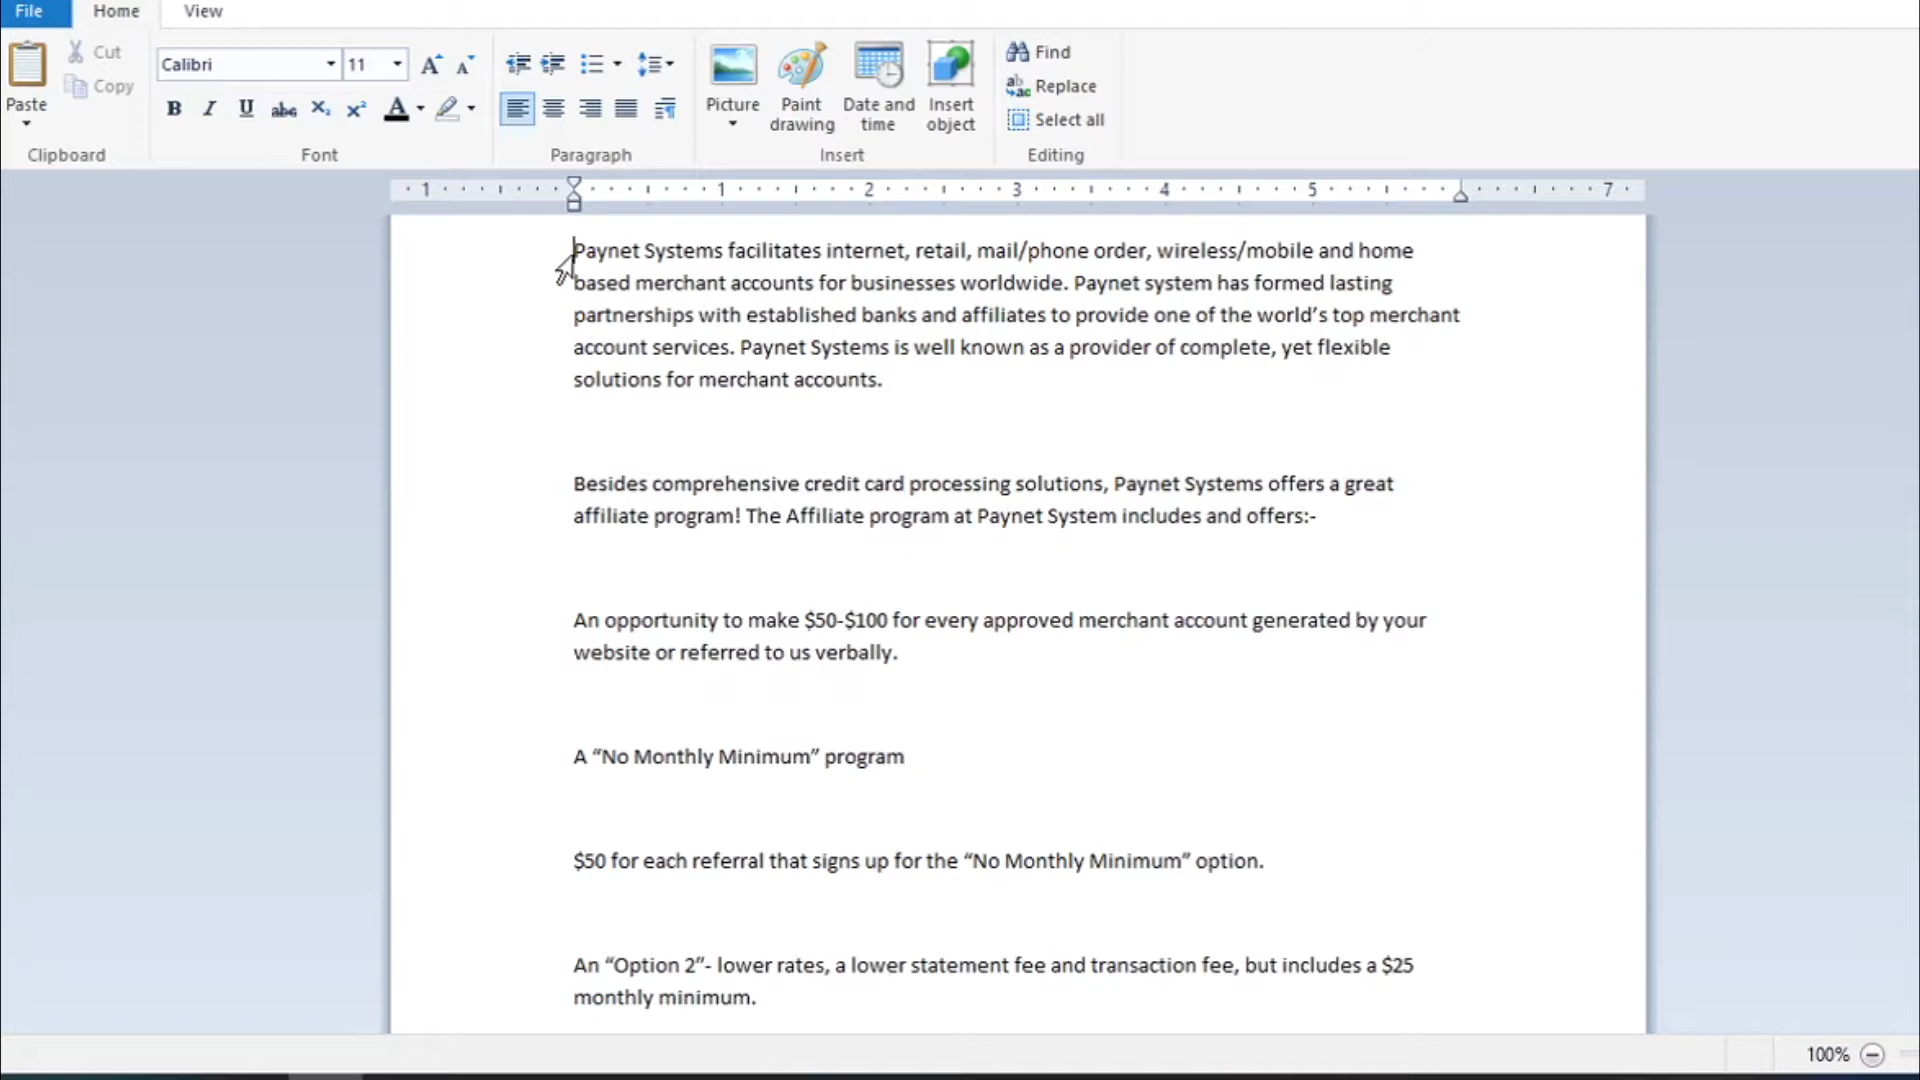 File Home View
Paste
Cut
Copy
Clipboard
Calibri 11
Font
Paragraph
Picture
Paint drawing
Date and time
Insert object
Insert
Find
Replace
Select all
Editing
1 1 2 3 4 5 7
Paynet Systems facilitates internet, retail, mail/phone order, wireless/mobile and home
based merchant accounts for businesses worldwide. Paynet system has formed lasting
partnerships with established banks and affiliates to provide one of the world’s top merchant
account services. Paynet Systems is well known as a provider of complete, yet flexible
solutions for merchant accounts.
Besides comprehensive credit card processing solutions, Paynet Systems offers a great
affiliate program! The Affiliate program at Paynet System includes and offers:-
An opportunity to make $50-$100 for every approved merchant account generated by your
website or referred to us verbally.
A “No Monthly Minimum” program
$50 for each referral that signs up for the “No Monthly Minimum” option.
An “Option 2”- lower rates, a lower statement fee and transaction fee, but includes a $25
monthly minimum.
100%